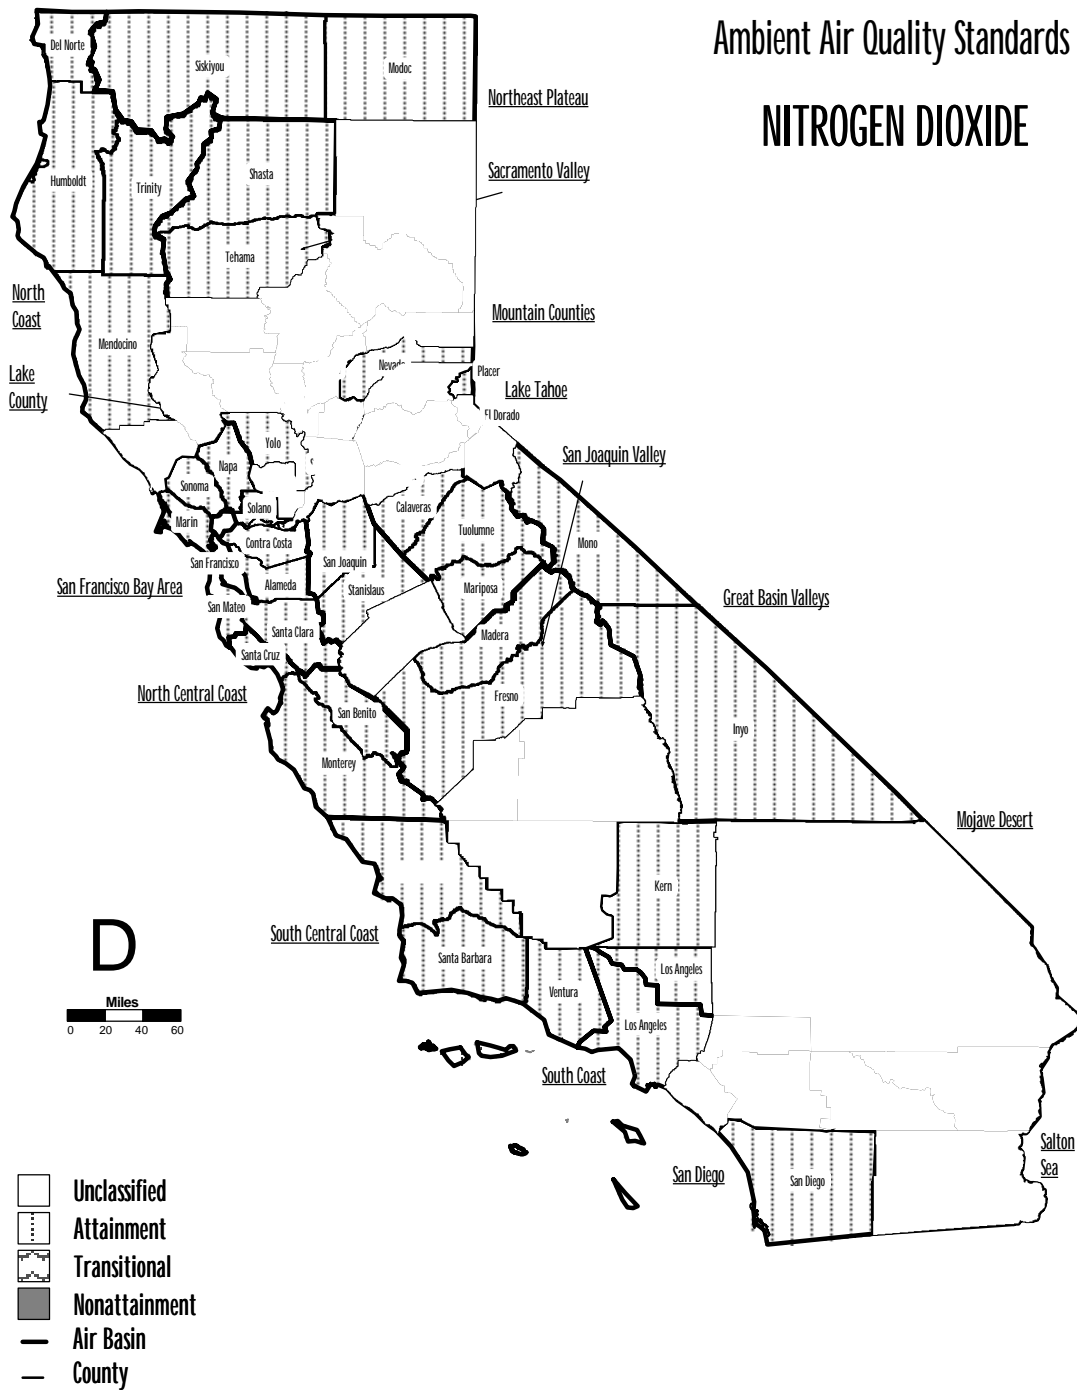 Ambient Air Quality Standards
NITROGEN DIOXIDE
Del Norte
Siskiyou
Modoc
Northeast Plateau
Sacramento Valley
Humboldt
Trinity
Shasta
Tehama
North
Coast
Mountain Counties
Mendocino
Lake
County
Placer
Lake Tahoe
El Dorado
Yolo
San Joaquin Valley
Napa
Sonoma
Solano
Calaveras
Marin
Tuolumne
Contra Costa
Mono
San Francisco
San Joaquin
San Francisco Bay Area
Alameda
Stanislaus
Mariposa
Great Basin Valleys
San Mateo
Santa Clara
Madera
Santa Cruz
North Central Coast
Fresno
San Benito
Inyo
Monterey
Mojave Desert
Kern
D
South Central Coast
Santa Barbara
Los Angeles
Ventura
Miles
0 20 40 60
Los Angeles
South Coast
Salton
Sea
San Diego
San Diego
Unclassified
Attainment
Transitional
Nonattainment
Air Basin
County